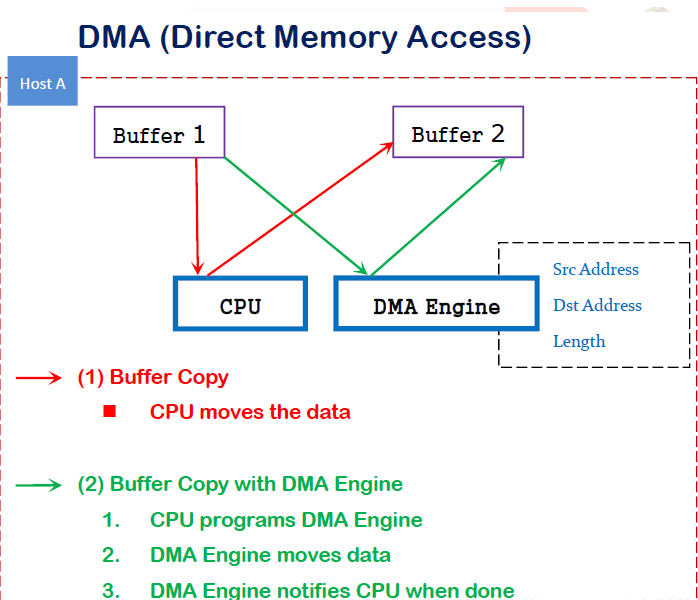 DMA (Direct Memory Access)
Host A
Buffer 1
Buffer 2
CPU
DMA Engine
Src Address
Dst Address
Length
(1) Buffer Copy
CPU moves the data
(2) Buffer Copy with DMA Engine
1. CPU programs DMA Engine
2. DMA Engine moves data
3. DMA Engine notifies CPU when done